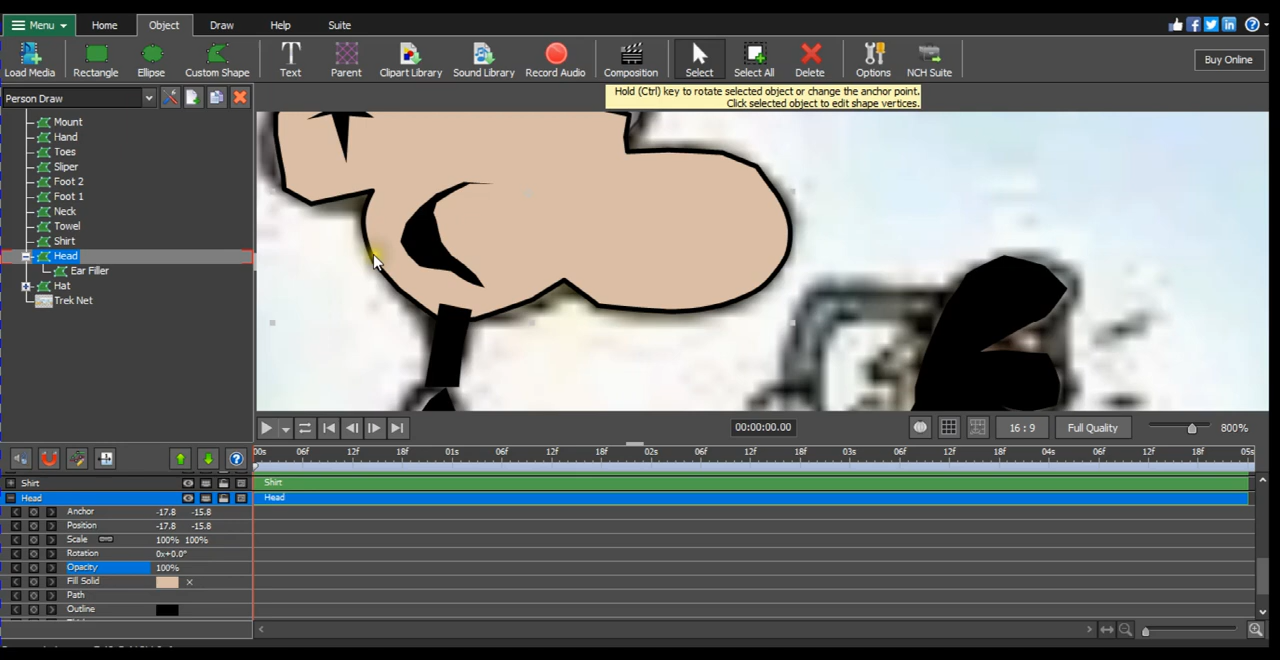 Menu Home Object Draw Help Suite
Load Media Rectangle Ellipse Custom Shape Text Parent Clipart Library Sound Library Record Audio Composition Select Select All Delete Options NCH Suite Buy Online
Person Draw
Hold (Ctrl) key to rotate selected object or change the anchor point.
Click selected object to edit shape vertices.
Mount
Hand
Toes
Sliper
Foot 2
Foot 1
Neck
Towel
Shirt
Head
Ear Filler
Hat
Trek Net
00:00:00.00 16 : 9 Full Quality 800%
00s 06f 12f 18f 01s 06f 12f 18f 02s 06f 12f 18f 03s 06f 12f 18f 04s 06f 12f 18f 05s
Shirt Shirt
Head Head
Anchor -17.8 -15.8
Position -17.8 -15.8
Scale 100% 100%
Rotation 0x+0.0°
Opacity 100%
Fill Solid
Path
Outline